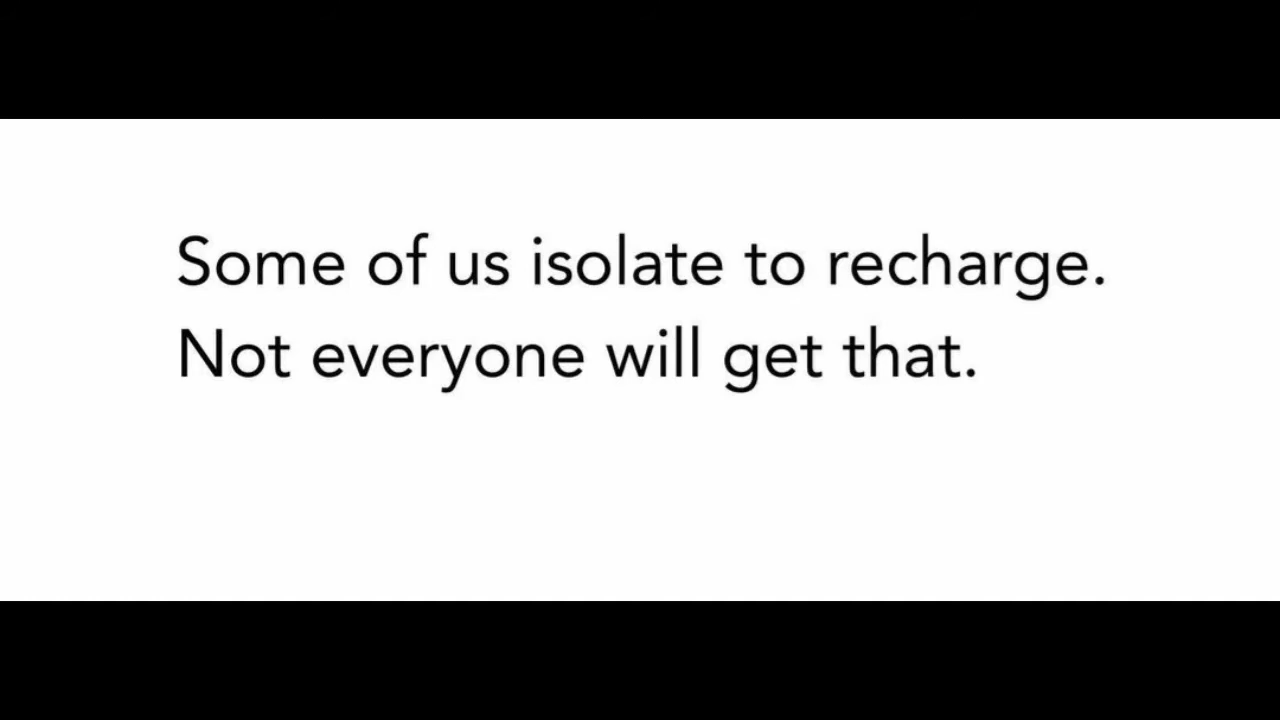 Some of us isolate to recharge.
Not everyone will get that.